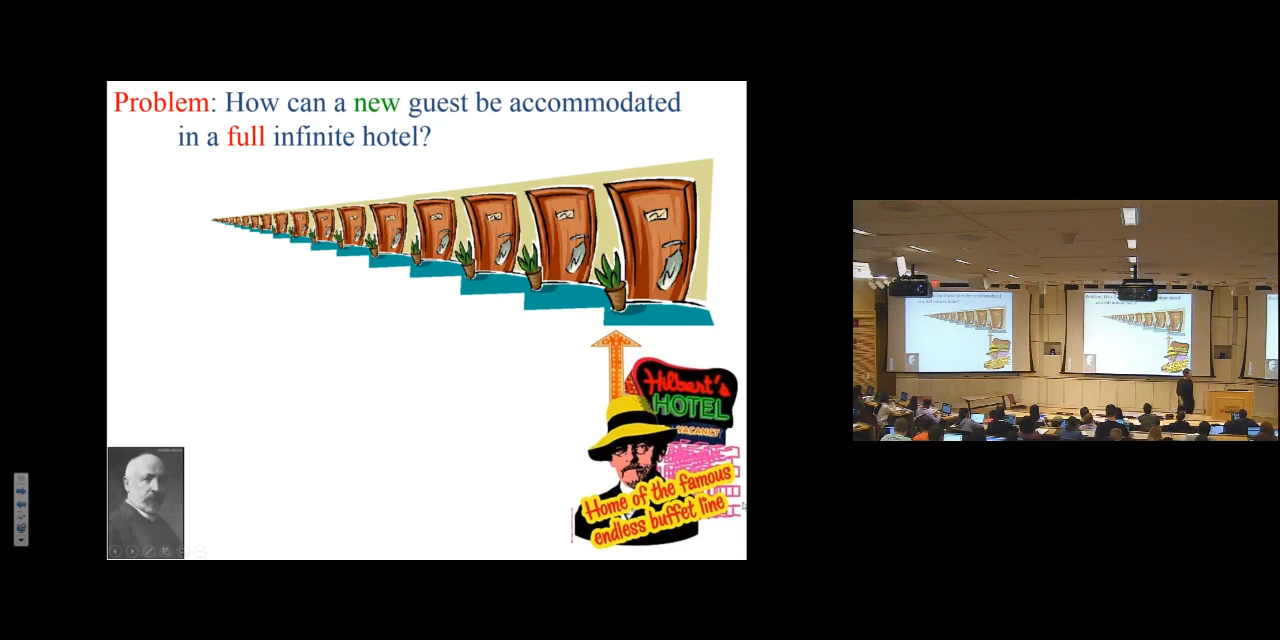 Problem: How can a new guest be accommodated
in a full infinite hotel?
Hilbert's
HOTEL
VACANCY
Home of the famous
endless buffet line